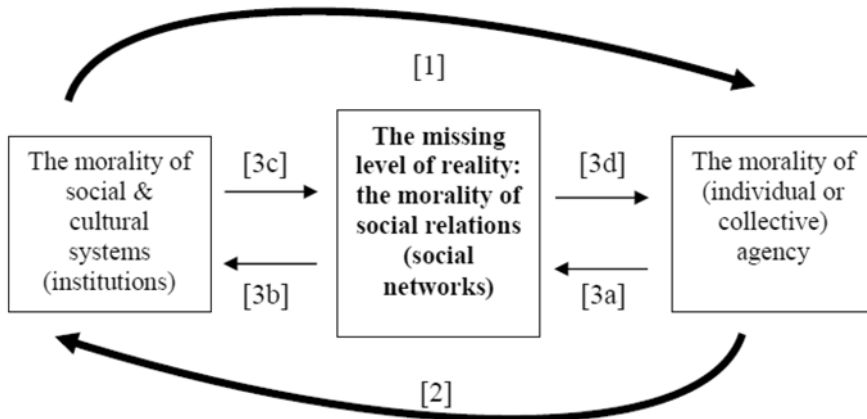 [1]
The morality of
social &
cultural
systems
(institutions)
[3c]
[3b]
The missing
level of reality:
the morality of
social relations
(social
networks)
[3d]
[3a]
The morality of
(individual or
collective)
agency
[2]